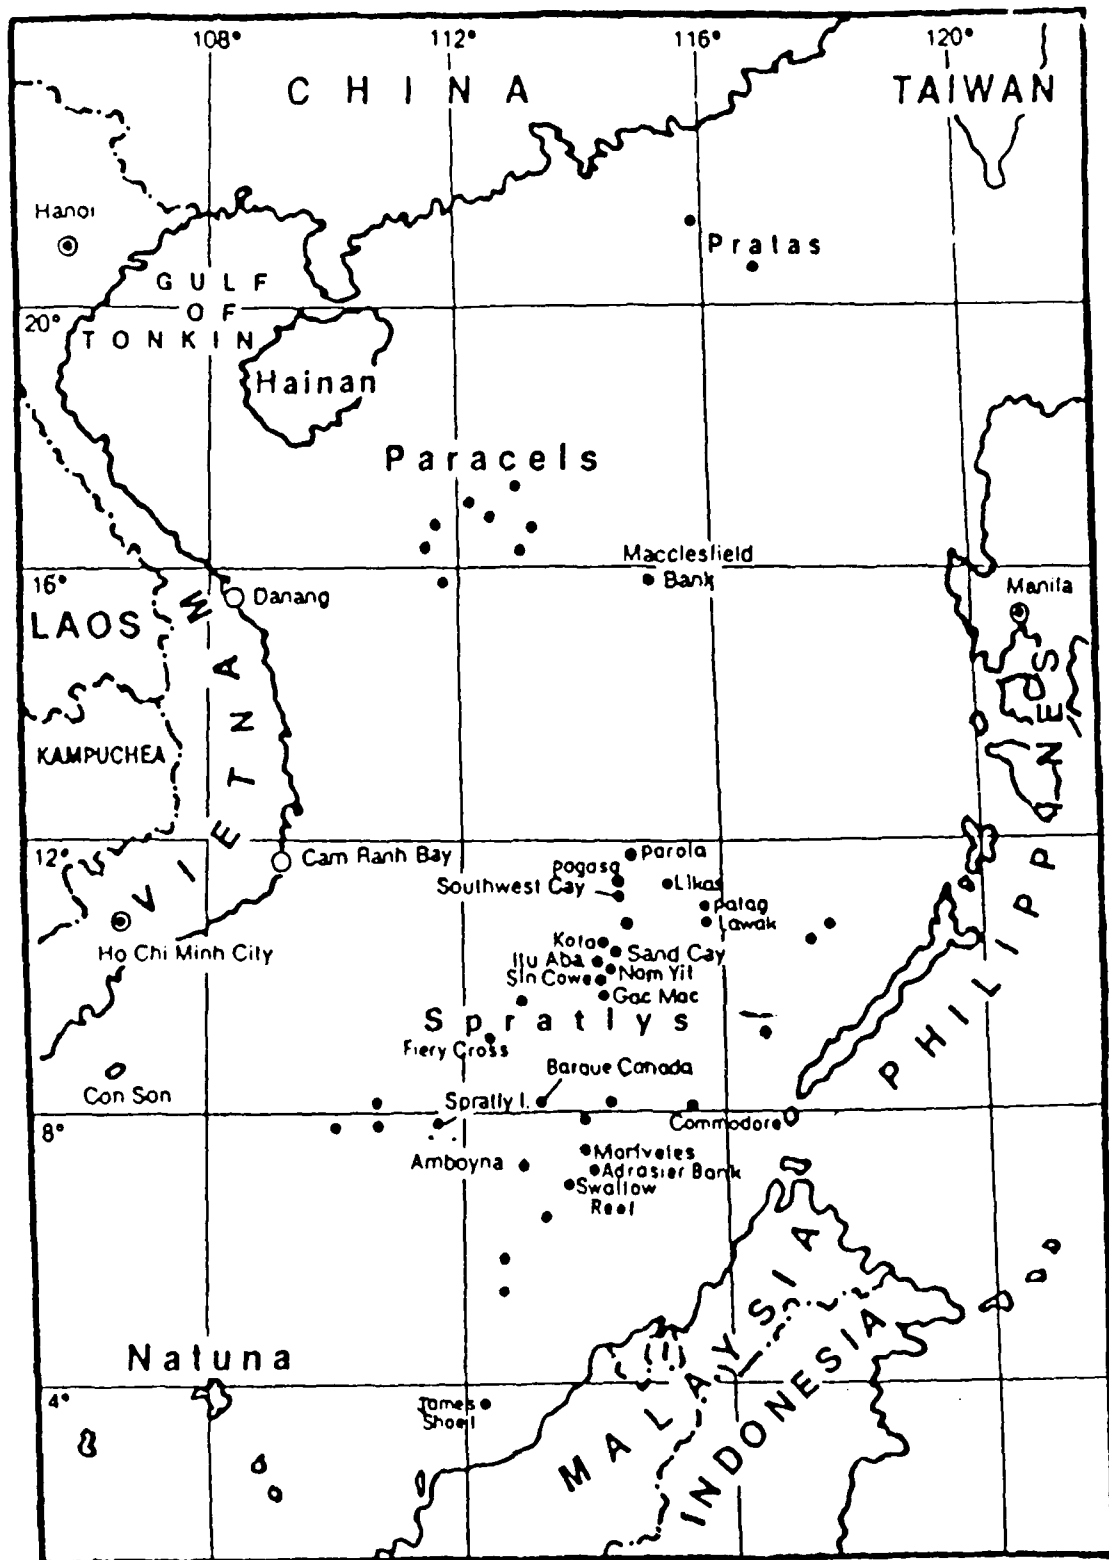 108°
112°
116°
120°
CHINA
TAIWAN
Hanoi
Pratas
GULF
OF
TONKIN
20°
Hainan
Paracels
Macclesfield
Bank
16°
Danang
Manila
LAOS
VIETNAM
KAMPUCHEA
PHILIPPINES
12°
Cam Ranh Bay
Parola
Pogasa
Southwest Cay
Likas
Patag
Lawak
Ho Chi Minh City
Kota
Sand Cay
Itu Aba
Nam Yit
Sin Cowe
Gac Mac
Spratlys
Fiery Cross
Barque Canada
Con Son
Spratly I.
8°
Commodore
Amboyna
Mariveles
Adrasier Bank
Swallow
Reef
MALAYSIA
INDONESIA
Natuna
4°
James
Shoal